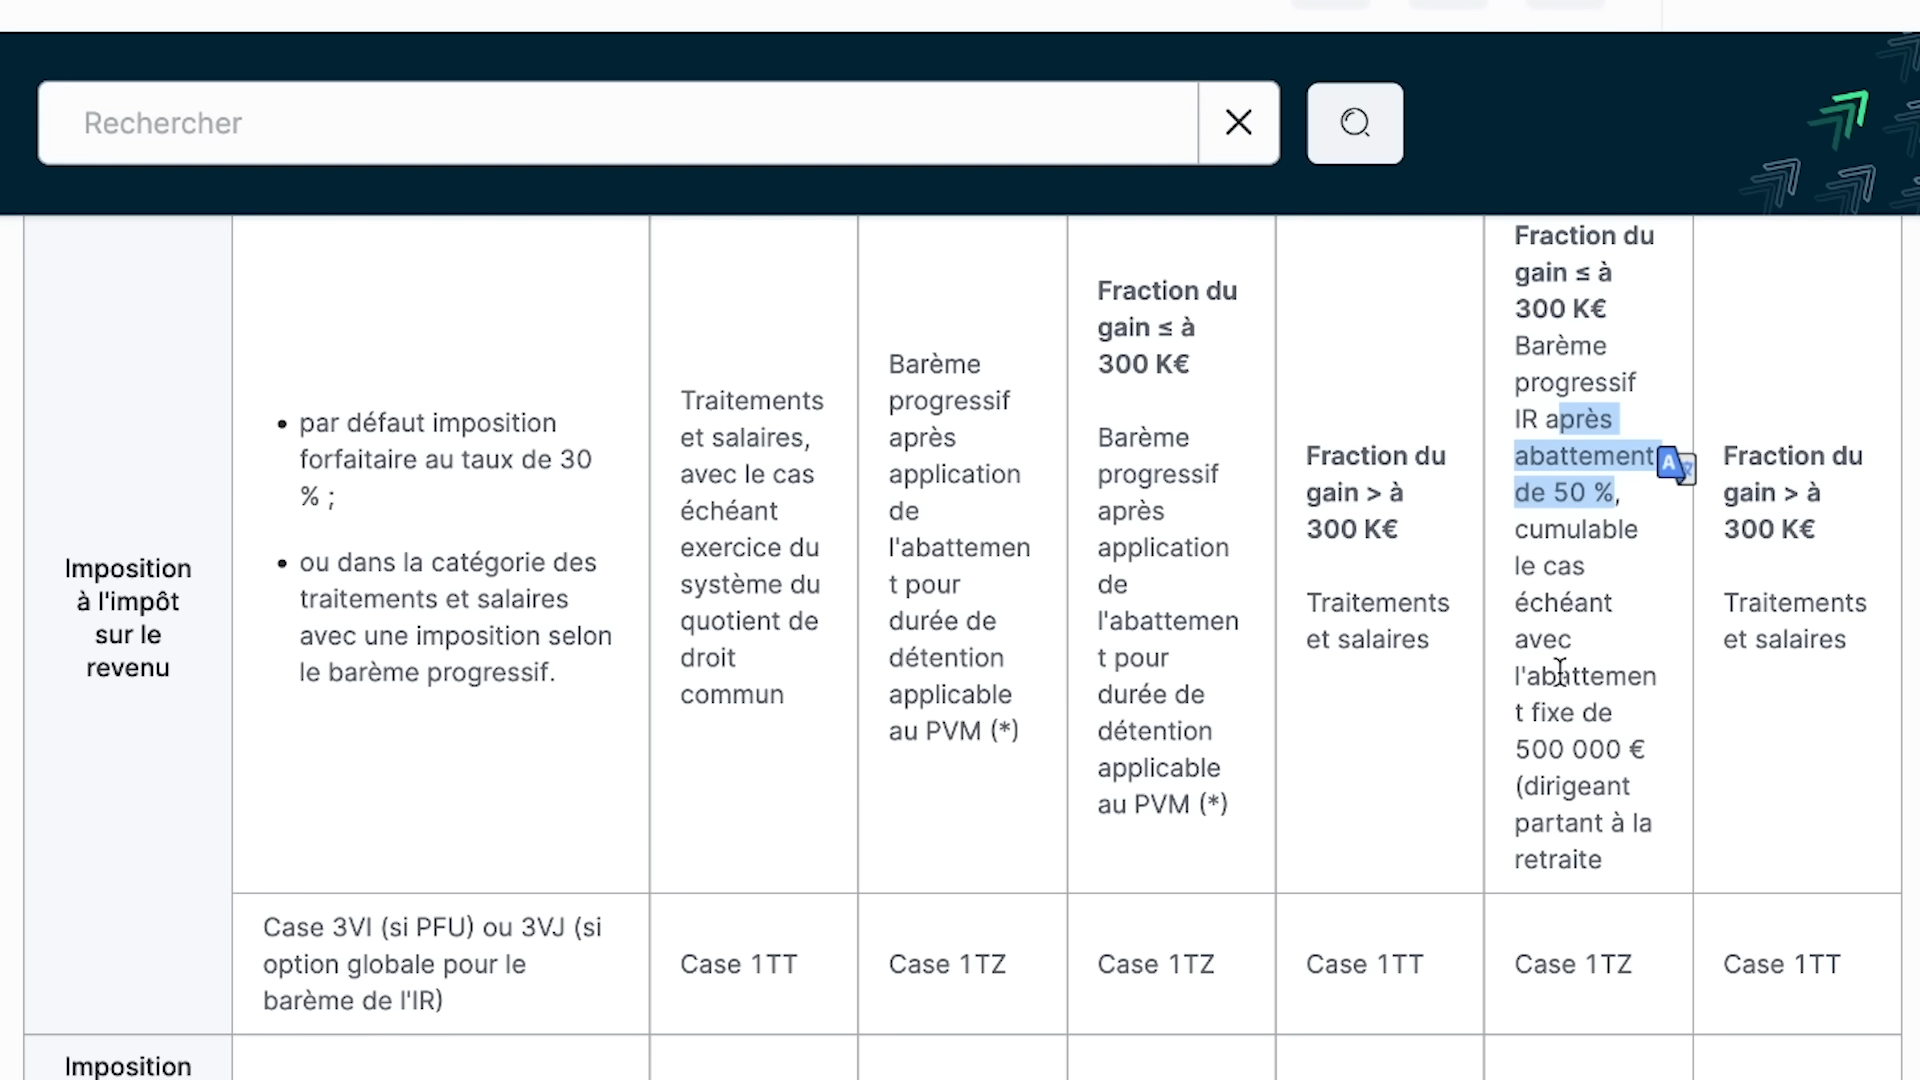 Rechercher
Imposition
à l'impôt
sur le
revenu
• par défaut imposition
forfaitaire au taux de 30
% ;
• ou dans la catégorie des
traitements et salaires
avec une imposition selon
le barème progressif.
Traitements
et salaires,
avec le cas
échéant
exercice du
système du
quotient de
droit
commun
Barème
progressif
après
application
de
l'abattemen
t pour
durée de
détention
applicable
au PVM (*)
Fraction du
gain ≤ à
300 K€
Barème
progressif
après
application
de
l'abattemen
t pour
durée de
détention
applicable
au PVM (*)
Fraction du
gain > à
300 K€
Traitements
et salaires
Fraction du
gain ≤ à
300 K€
Barème
progressif
IR après
abattement
de 50 %,
cumulable
le cas
échéant
avec
l'abattemen
t fixe de
500 000 €
(dirigeant
partant à la
retraite
Fraction du
gain > à
300 K€
Traitements
et salaires
Case 3VI (si PFU) ou 3VJ (si
option globale pour le
barème de l'IR)
Case 1TT
Case 1TZ
Case 1TZ
Case 1TT
Case 1TZ
Case 1TT
Imposition